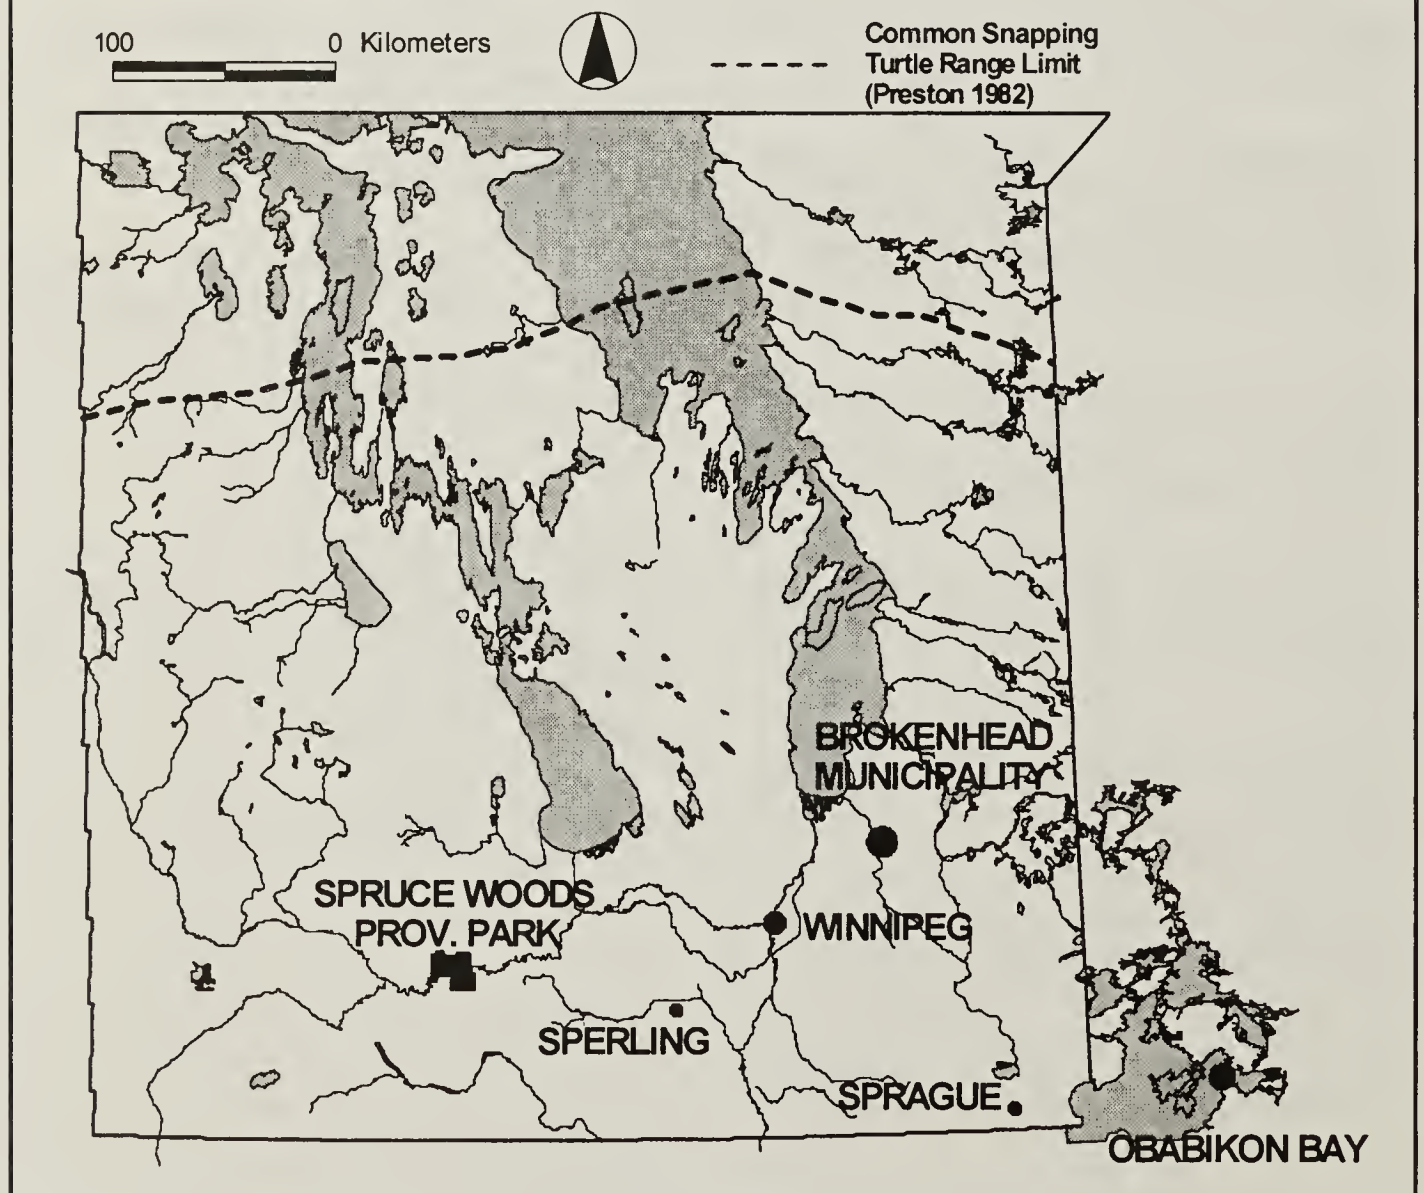 100 0 Kilometers
Common Snapping
Turtle Range Limit
(Preston 1982)
BROKENHEAD
MUNICIPALITY
SPRUCE WOODS
PROV. PARK
WINNIPEG
SPERLING
SPRAGUE
OBABIKON BAY